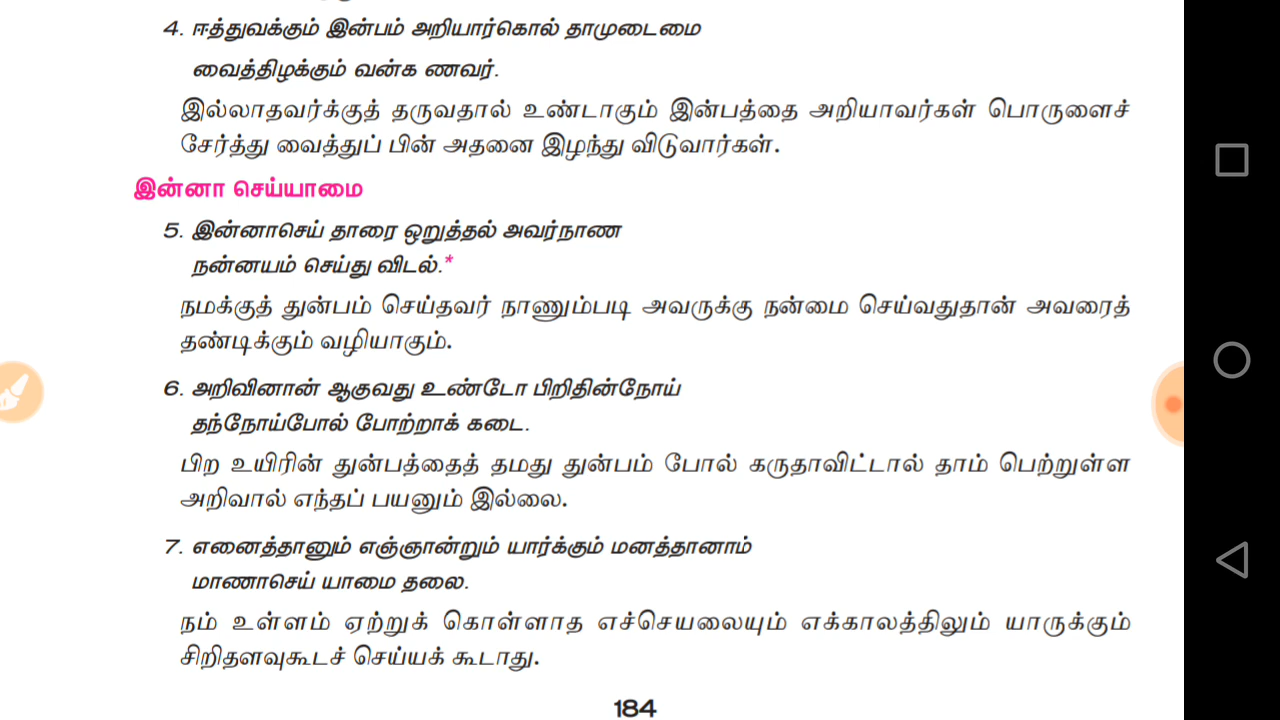 4. ஈத்துவக்கும் இன்பம் அறியார்கொல் தாமுடைமை
வைத்திழக்கும் வன்க ணவர்.
இல்லாதவர்க்குத் தருவதால் உண்டாகும் இன்பத்தை அறியாவர்கள் பொருளைச்
சேர்த்து வைத்துப் பின் அதனை இழந்து விடுவார்கள்.
இன்னா செய்யாமை
5. இன்னாசெய் தாரை ஒறுத்தல் அவர்நாண
நன்னயம் செய்து விடல்.*
நமக்குத் துன்பம் செய்தவர் நாணும்படி அவருக்கு நன்மை செய்வதுதான் அவரைத்
தண்டிக்கும் வழியாகும்.
6. அறிவினான் ஆகுவது உண்டோ பிறிதின்நோய்
தந்நோய்போல் போற்றாக் கடை.
பிற உயிரின் துன்பத்தைத் தமது துன்பம் போல் கருதாவிட்டால் தாம் பெற்றுள்ள
அறிவால் எந்தப் பயனும் இல்லை.
7. எனைத்தானும் எஞ்ஞான்றும் யார்க்கும் மனத்தானாம்
மாணாசெய் யாமை தலை.
நம் உள்ளம் ஏற்றுக் கொள்ளாத எச்செயலையும் எக்காலத்திலும் யாருக்கும்
சிறிதளவுகூடச் செய்யக் கூடாது.
184